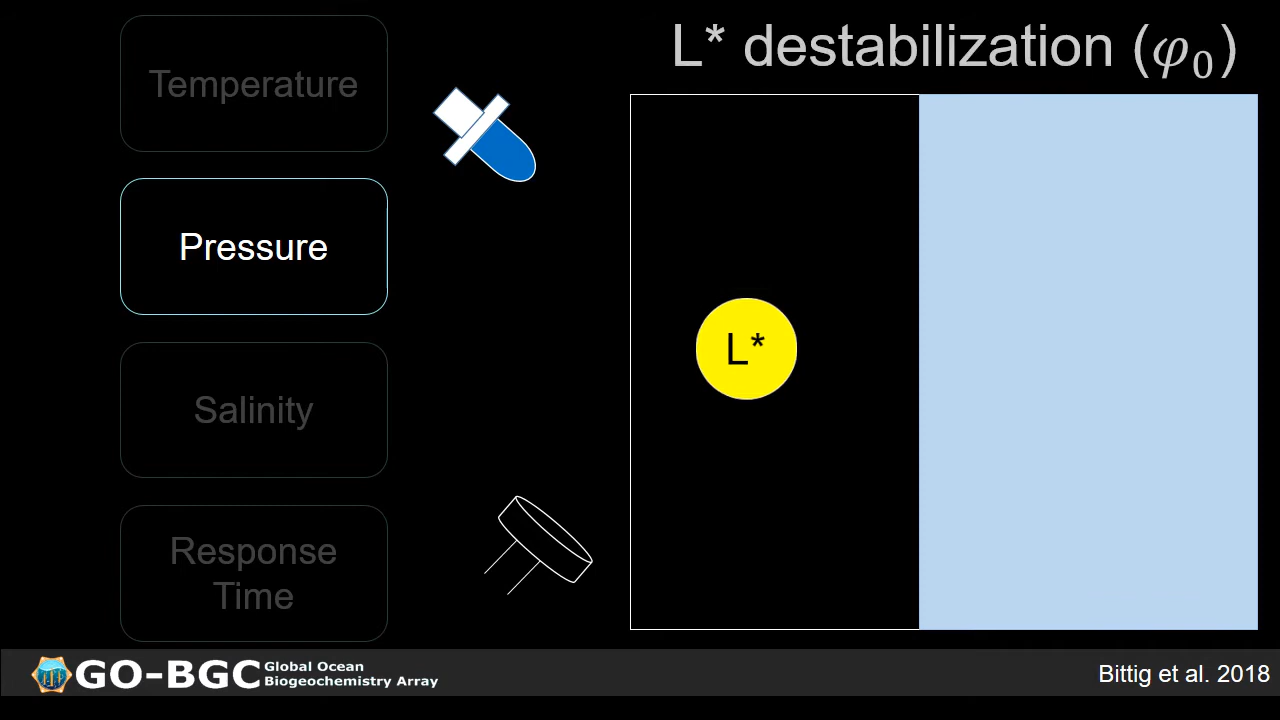 L* destabilization (φ₀)
Temperature
Pressure
Salinity
Response
Time
L*
GO-BGC
Global Ocean
Biogeochemistry Array
Bittig et al. 2018